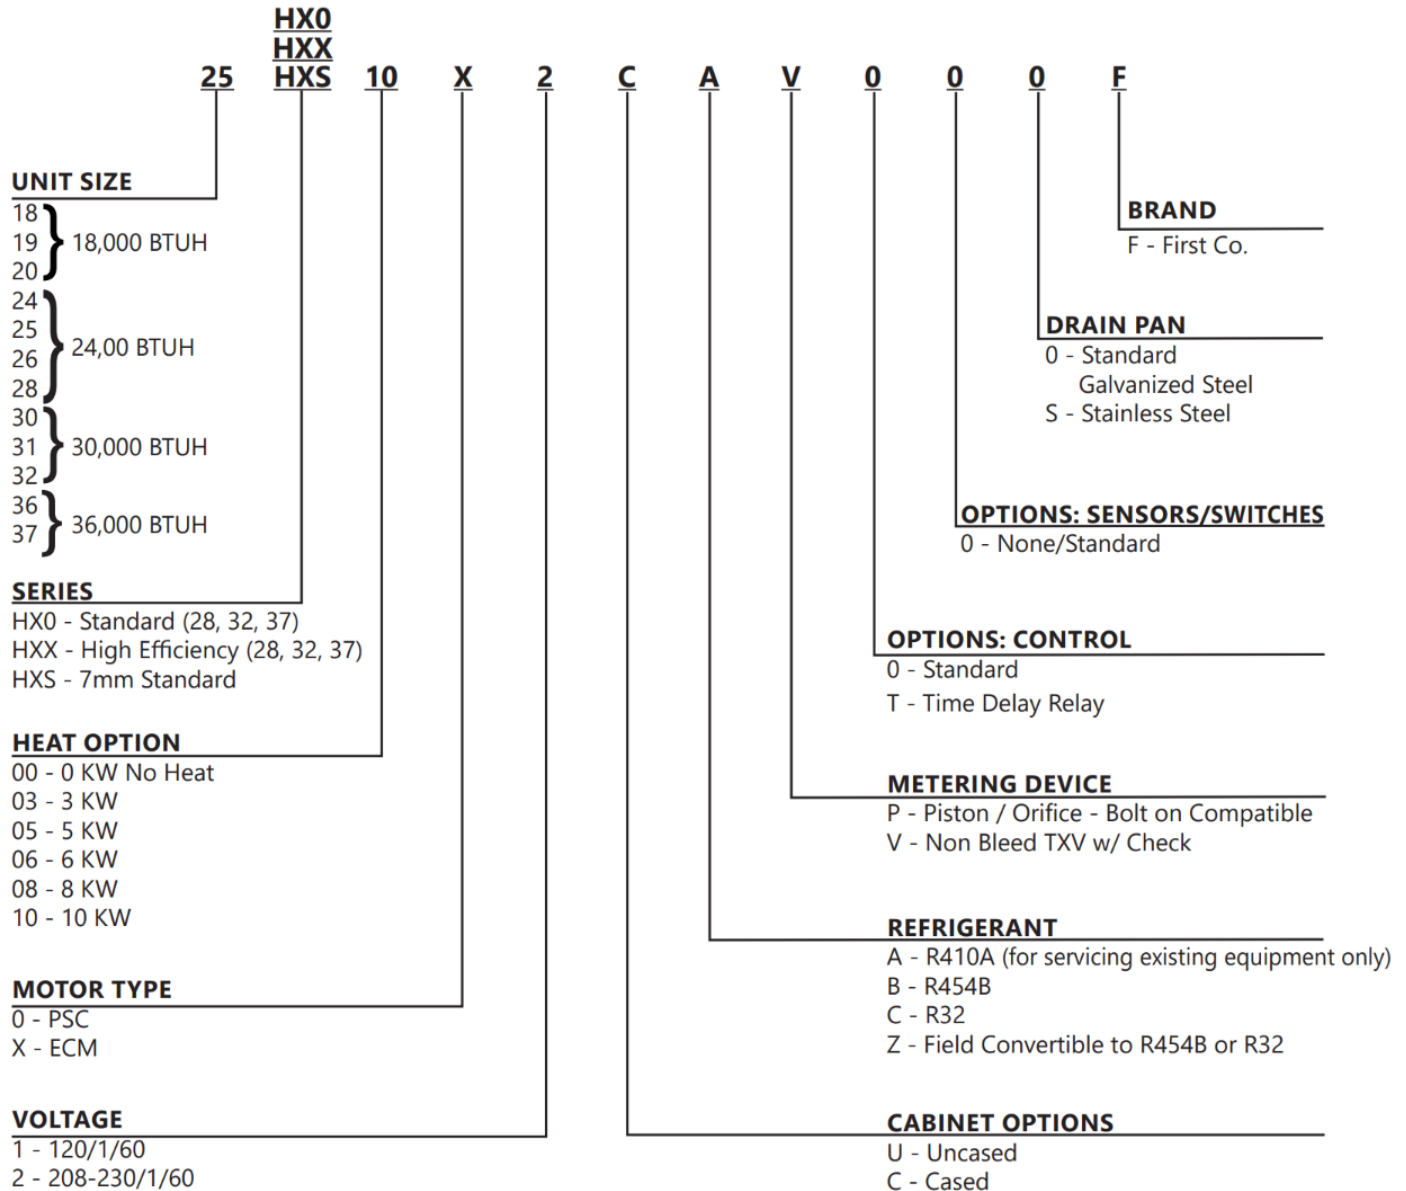 HX0
HXX
25 HXS 10 X 2 C A V 0 0 0 F
UNIT SIZE
18
19
20
18,000 BTUH
24
25
26
28
24,00 BTUH
30
31
32
30,000 BTUH
36
37
36,000 BTUH
SERIES
HX0 - Standard (28, 32, 37)
HXX - High Efficiency (28, 32, 37)
HXS - 7mm Standard
HEAT OPTION
00 - 0 KW No Heat
03 - 3 KW
05 - 5 KW
06 - 6 KW
08 - 8 KW
10 - 10 KW
MOTOR TYPE
0 - PSC
X - ECM
VOLTAGE
1 - 120/1/60
2 - 208-230/1/60
BRAND
F - First Co.
DRAIN PAN
0 - Standard
Galvanized Steel
S - Stainless Steel
OPTIONS: SENSORS/SWITCHES
0 - None/Standard
OPTIONS: CONTROL
0 - Standard
T - Time Delay Relay
METERING DEVICE
P - Piston / Orifice - Bolt on Compatible
V - Non Bleed TXV w/ Check
REFRIGERANT
A - R410A (for servicing existing equipment only)
B - R454B
C - R32
Z - Field Convertible to R454B or R32
CABINET OPTIONS
U - Uncased
C - Cased